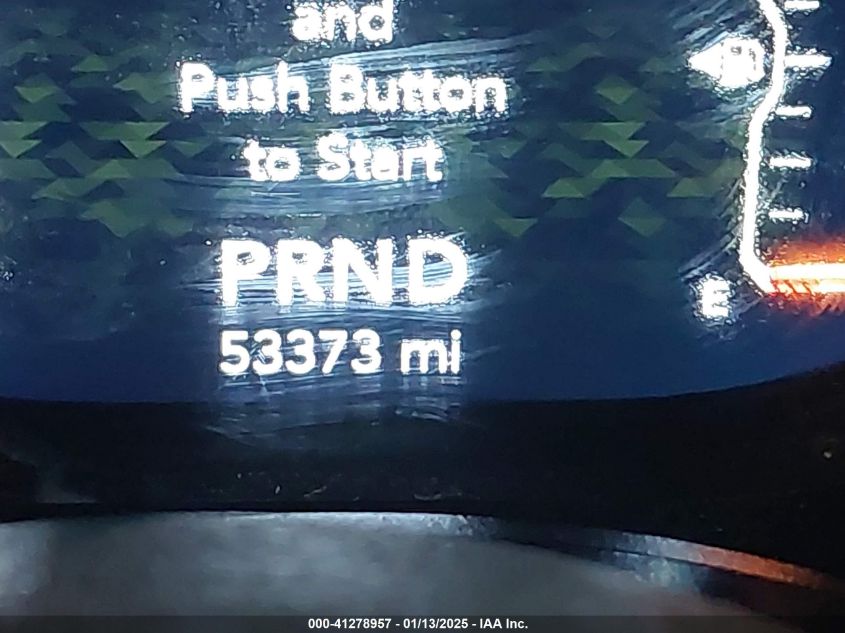 and
Push Button
to Start
PRND
53373 mi
E
000-41278957 - 01/13/2025 - IAA Inc.